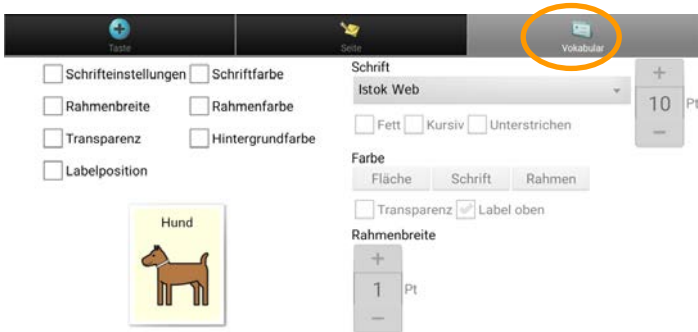 Taste
Seite
Vokabular
Schrifteinstellungen Schriftfarbe
Rahmenbreite Rahmenfarbe
Transparenz Hintergrundfarbe
Labelposition
Hund
Schrift
Istok Web
+
10 Pt
−
Fett Kursiv Unterstrichen
Farbe
Fläche Schrift Rahmen
Transparenz Label oben
Rahmenbreite
+
1 Pt
−